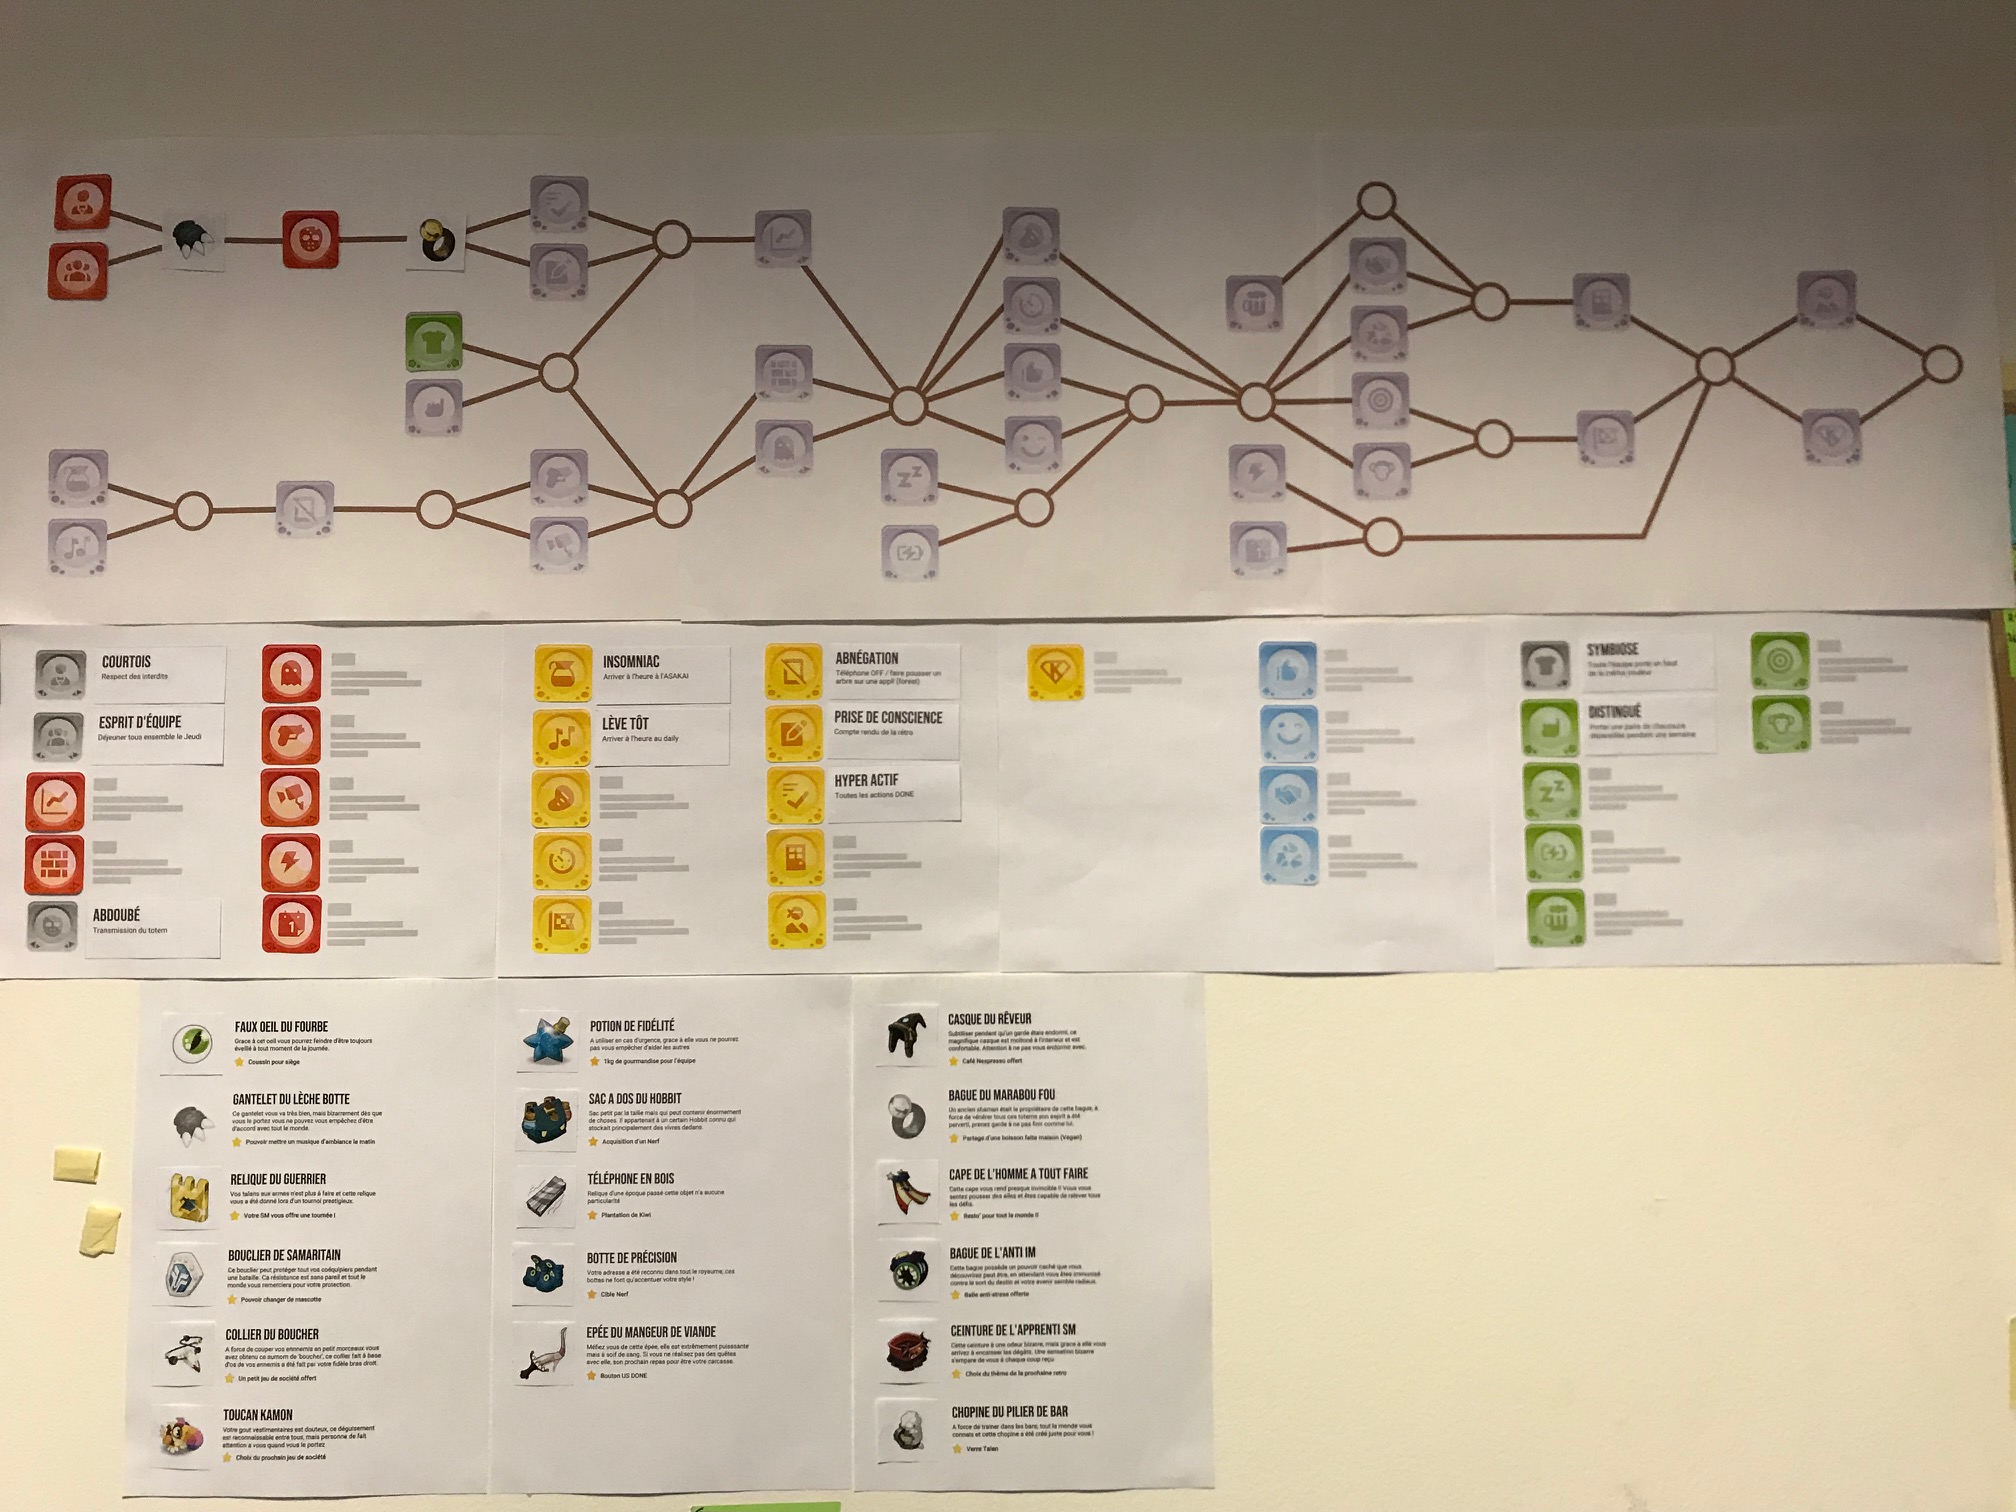 COURTOIS
Respect des interdits
ESPRIT D'ÉQUIPE
Déjeuner tous ensemble le Jeudi
ABDOUBÉ
Transmission du totem
INSOMNIAC
Arriver à l'heure à l'ASAKAI
LÈVE TÔT
Arriver à l'heure au daily
ABNÉGATION
Téléphone OFF / faire pousser un
arbre sur une appli (forest)
PRISE DE CONSCIENCE
Compte rendu de la rétro
HYPER ACTIF
Toutes les actions DONE
SYMBIOSE
Toute l'équipe porte un haut
de la même couleur
DISTINGUÉ
Porter une paire de chaussure
dépareillée pendant une semaine
FAUX OEIL DU FOURBE
Grace à cet oeil vous pourrez feindre d'être toujours
éveillé à tout moment de la journée.
Coussin pour siège
GANTELET DU LÈCHE BOTTE
Ce gantelet vous va très bien, mais bizarrement dès que
vous le portez vous ne pouvez vous empêchez d'être
d'accord avec tout le monde.
Pouvoir mettre un musique d'ambiance le matin
RELIQUE DU GUERRIER
Vos talens aux armes n'est plus à faire et cette relique
vous a été donné lors d'un tournoi prestigieux.
Votre SM vous offre une tournée !
BOUCLIER DE SAMARITAIN
Ce bouclier peut protéger tout vos coéquipiers pendant
une bataille. Ca résistance est sans pareil et tout le
monde vous remerciera pour votre protection.
Pouvoir changer de mascotte
COLLIER DU BOUCHER
A force de couper vos ennemis en petit morceaux vous
avez obtenu ce surnom de 'boucher', ce collier fait à base
d'os de vos ennemis a été fait par votre fidèle bras droit.
Un petit jeu de société offert
TOUCAN KAMON
Votre gout vestimentaires est douteux, ce déguisement
est reconnaissable entre tous, mais personne de fait
attention a vous quand vous le portez
Choix du prochain jeu de société
POTION DE FIDÉLITÉ
A utiliser en cas d'urgence, grace à elle vous ne pourrez
pas vous empêcher d'aider les autres
1kg de gourmandise pour l'équipe
SAC A DOS DU HOBBIT
Sac petit par la taille mais qui peut contenir énormement
de choses. Il appartenait à un certain Hobbit connu qui
stockait principalement des vivres dedans.
Acquisition d'un Nerf
TÉLÉPHONE EN BOIS
Relique d'une époque passé cette objet n'a aucune
particularité
Plantation de Kiwi
BOTTE DE PRÉCISION
Votre adresse a été reconnu dans tout le royaume, ces
bottes ne font qu'accentuer votre style !
Cible Nerf
EPÉE DU MANGEUR DE VIANDE
Méfiez vous de cette épée, elle est extrêmement puisssante
mais à soif de sang. Si vous ne réalisez pas des quêtes
avec elle, son prochain repas pour être votre carcasse.
Bouton US DONE
CASQUE DU RÊVEUR
Subtiliser pendant qu'un garde étais endormi, ce
magnifique casque est moltoné à l'interieur et est
confortable. Attention à ne pas vous endormir avec.
Café Nespresso offert
BAGUE DU MARABOU FOU
Un ancien shaman était le propriétaire de cette bague, à
force de vénérer tous ces totems son esprit a été
perverti, prenez garde à ne pas finir comme lui.
Partage d'une boisson faite maison (Vegan)
CAPE DE L'HOMME A TOUT FAIRE
Cette cape vous rend presque invincible !! Vous vous
sentez pousser des ailes et êtes capable de relever tous
les défis.
Resto' pour tout le monde !!
BAGUE DE L'ANTI IM
Cette bague possède un pouvoir caché que vous
découvrirez peut être, en attendant vous êtes immunisé
contre le sort du destin et votre avenir semble radieux.
Balle anti-stress offerte
CEINTURE DE L'APPRENTI SM
Cette ceinture à une odeur bizarre, mais grace à elle vous
arrivez à encaisser les dégâts. Une sensation bizarre
s'empare de vous à chaque coup reçu
Choix du thème de la prochaine retro
CHOPINE DU PILIER DE BAR
A force de trainer dans les bars, tout le monde vous
connais et cette chopine a été créé juste pour vous !
Verre Talan